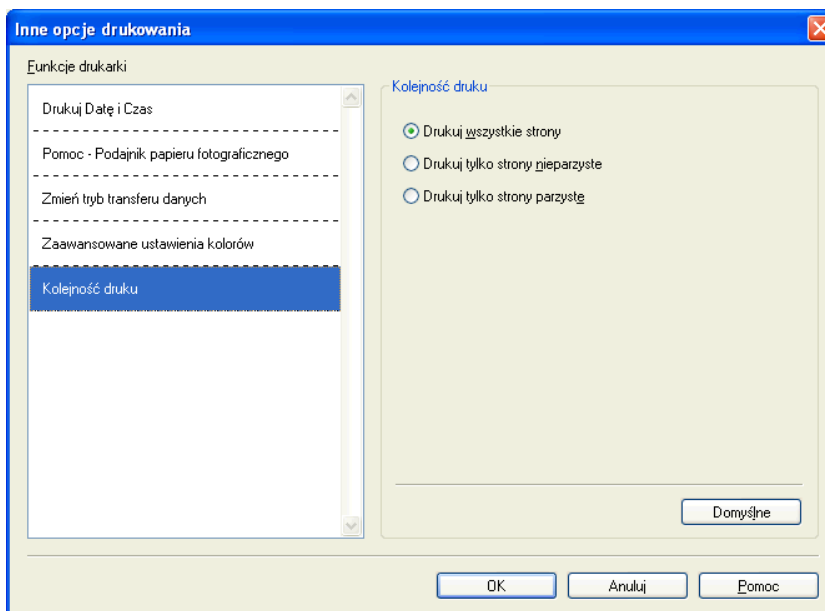 Inne opcje drukowania
Funkcje drukarki
Drukuj Datę i Czas
Pomoc - Podajnik papieru fotograficznego
Zmień tryb transferu danych
Zaawansowane ustawienia kolorów
Kolejność druku
Kolejność druku
Drukuj wszystkie strony
Drukuj tylko strony nieparzyste
Drukuj tylko strony parzyste
Domyślne
OK
Anuluj
Pomoc